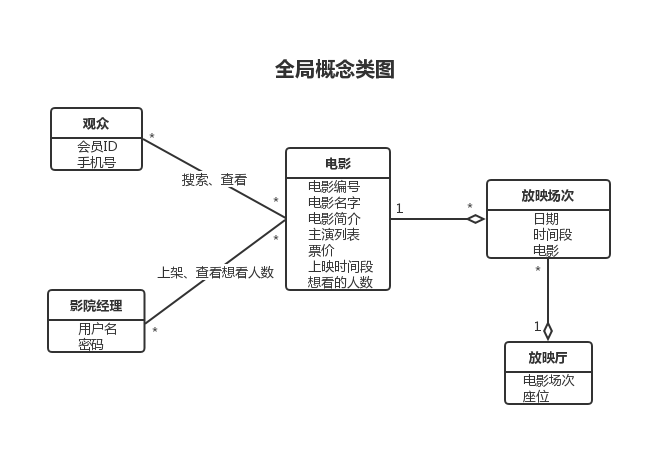 全局概念类图
观众
会员ID
手机号
*
搜索、查看
*
电影
电影编号
电影名字
电影简介
主演列表
票价
上映时间段
想看的人数
1
*
放映场次
日期
时间段
电影
*
上架、查看想看人数
影院经理
用户名
密码
*
*
1
放映厅
电影场次
座位